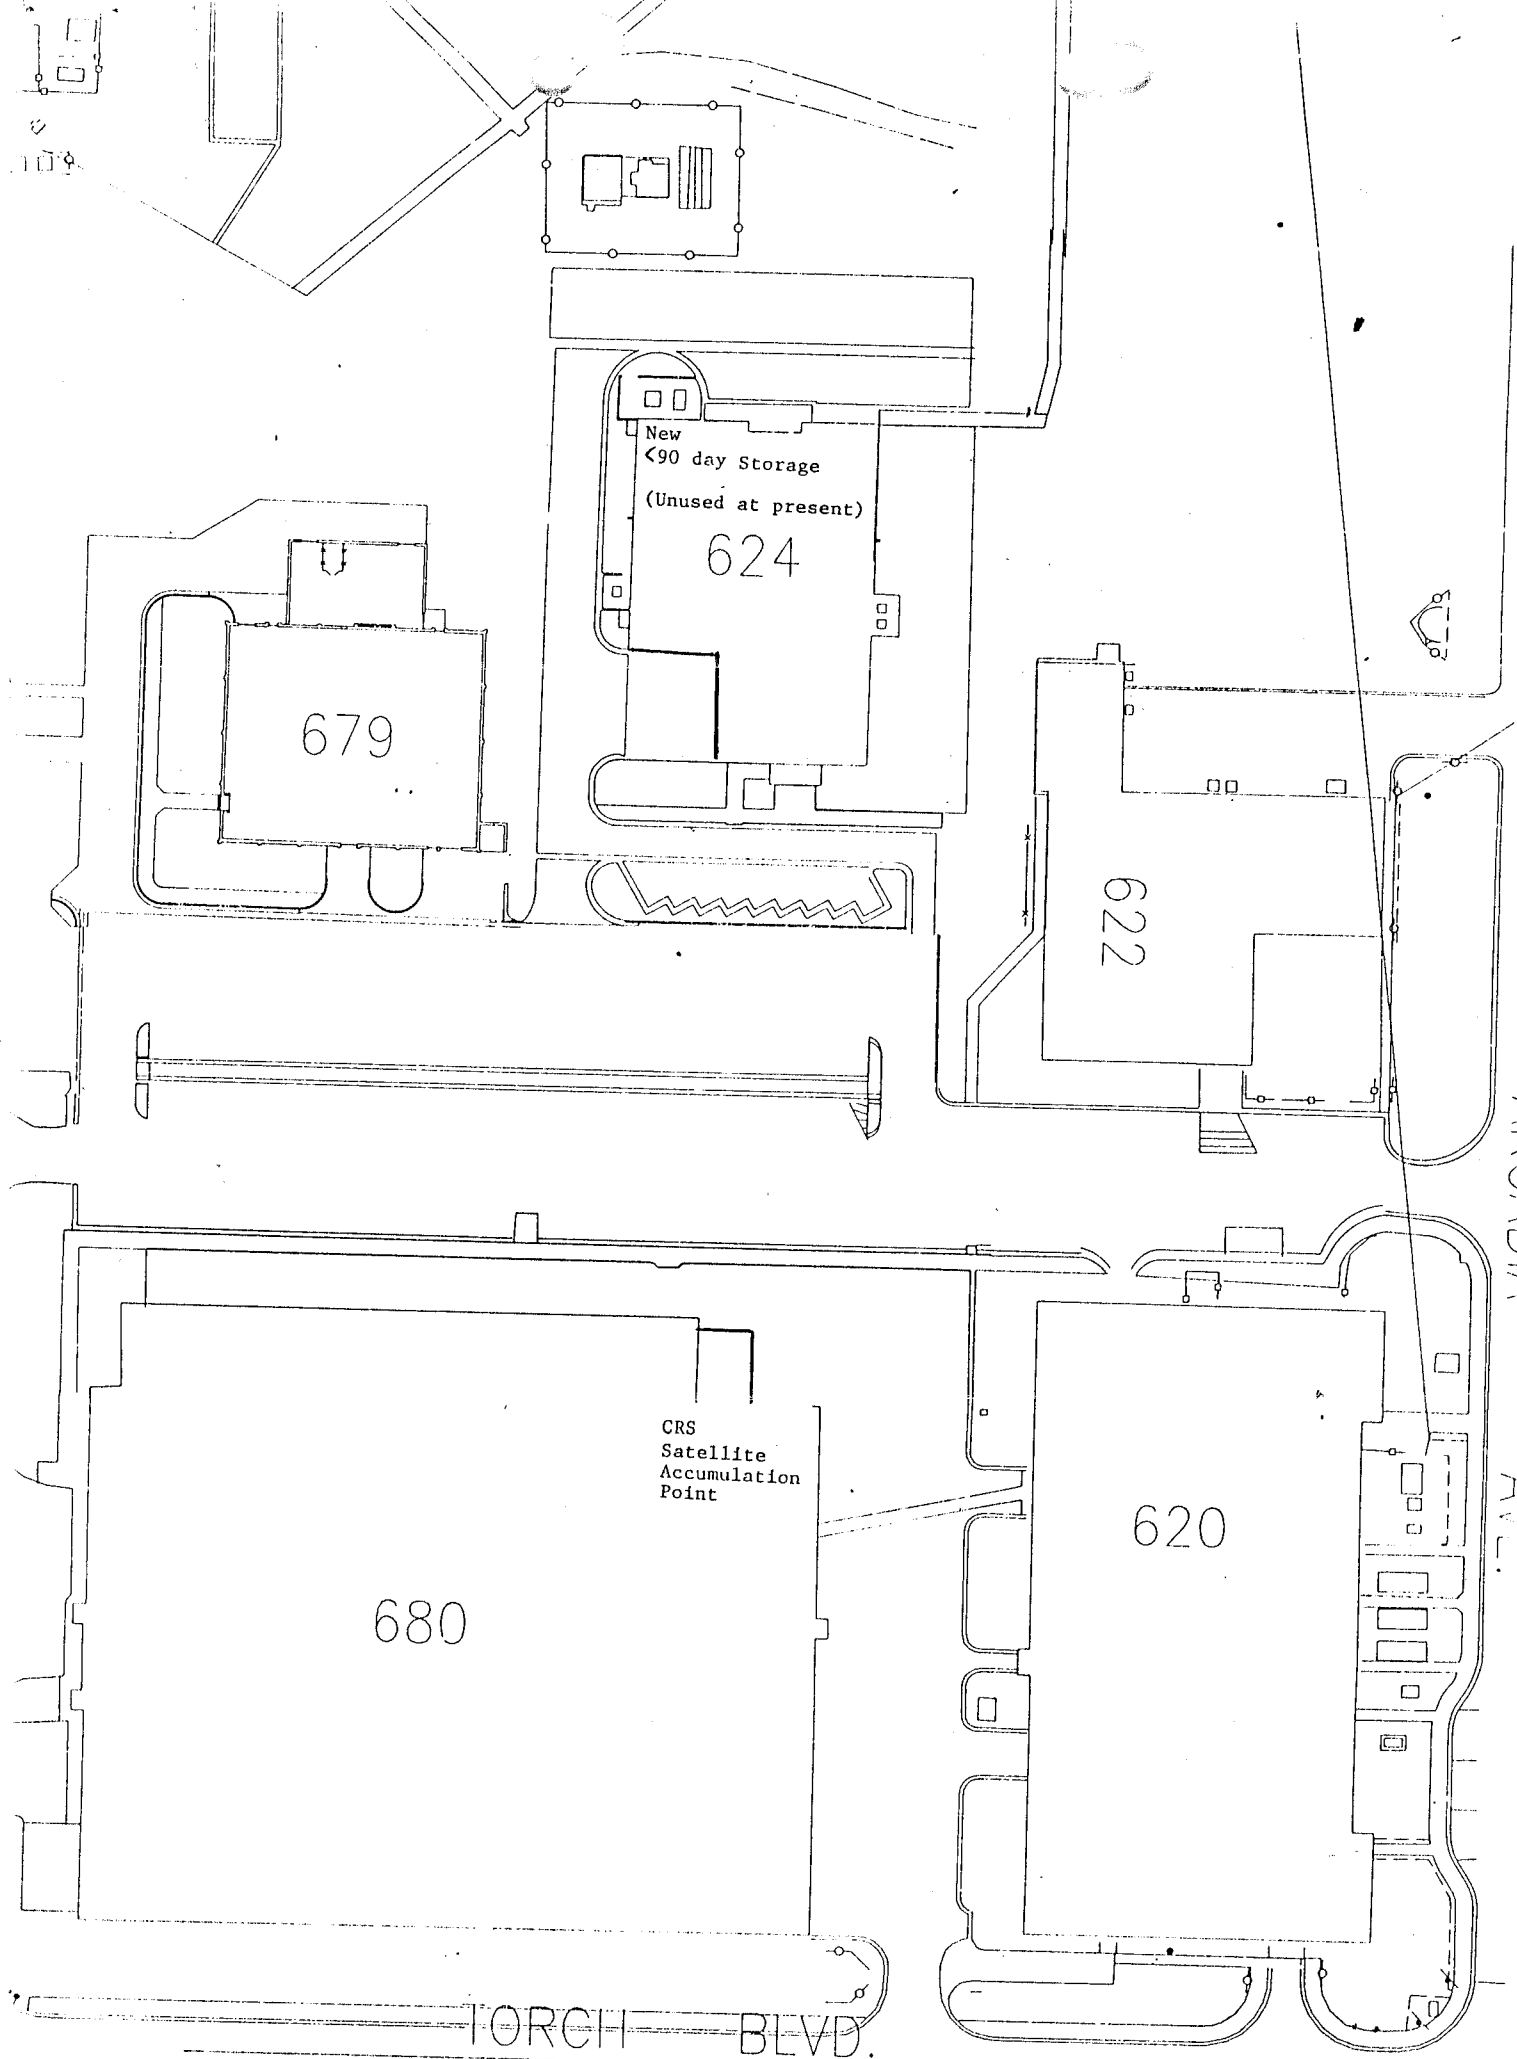 New
<90 day Storage
(Unused at present)
624
679
622
CRS
Satellite
Accumulation
Point
620
680
TORCH BLVD.